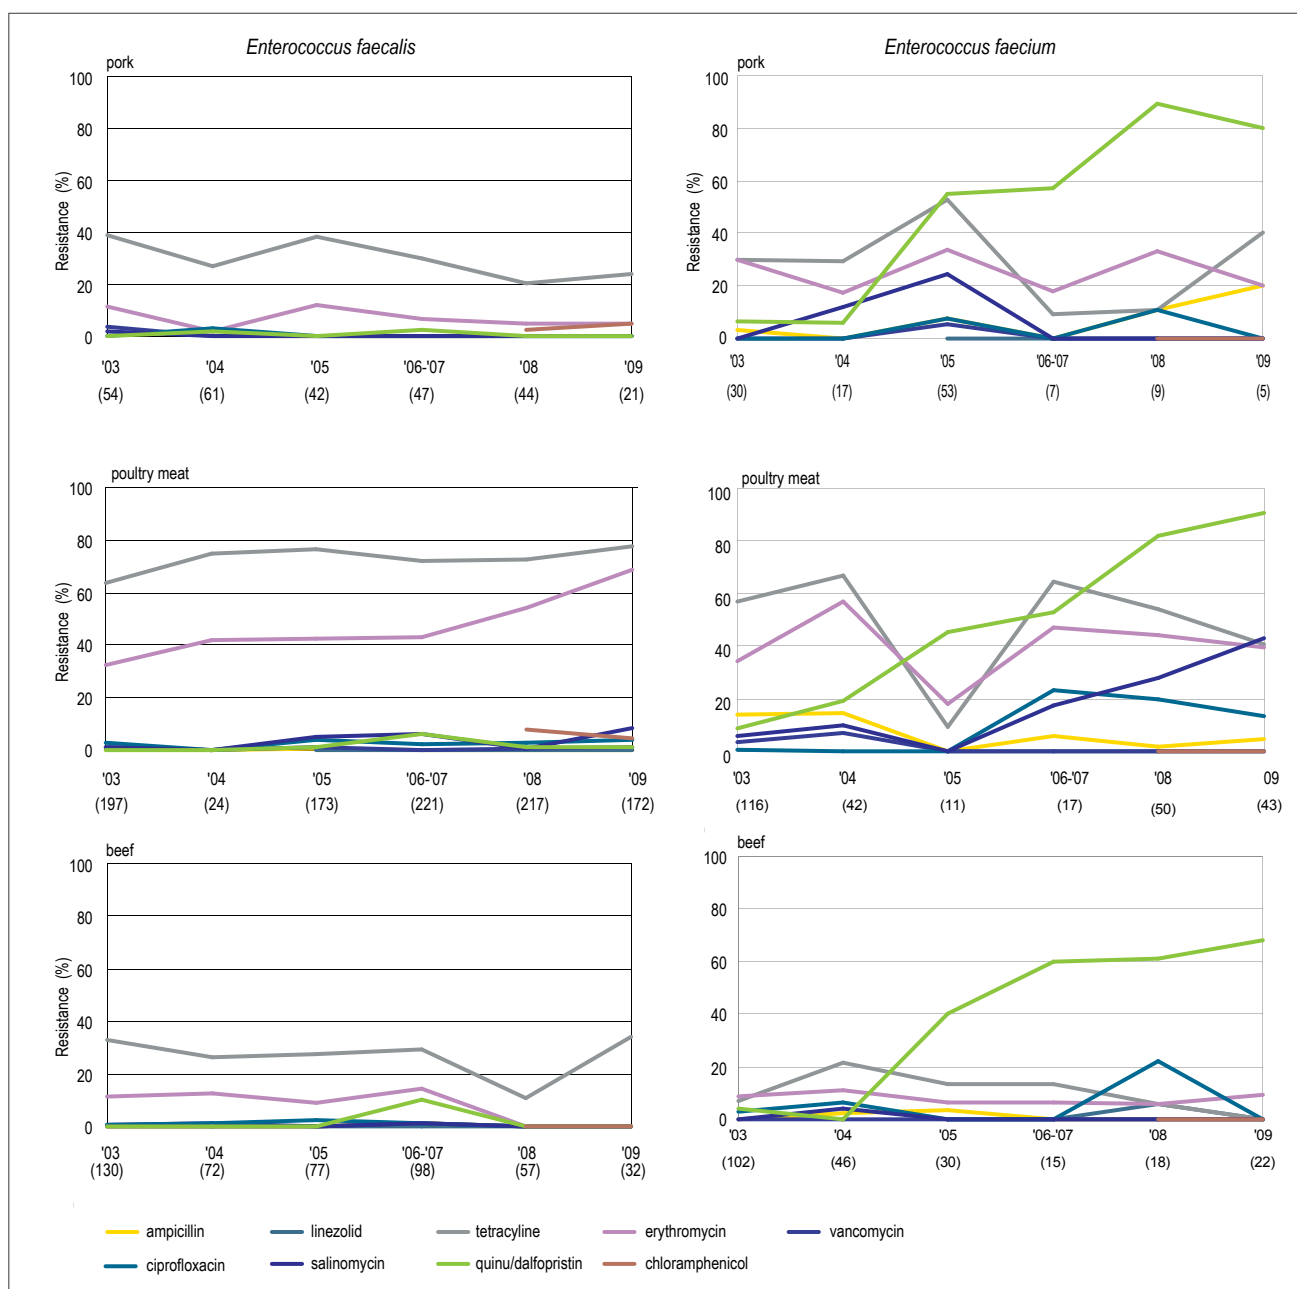 Enterococcus faecalis
Enterococcus faecium
pork
Resistance (%)
100
80
60
40
20
0
'03 '04 '05 '06-'07 '08 '09
(54) (61) (42) (47) (44) (21)
pork
Resistance (%)
100
80
60
40
20
0
'03 '04 '05 '06-'07 '08 '09
(30) (17) (53) (7) (9) (5)
poultry meat
Resistance (%)
100
80
60
40
20
0
'03 '04 '05 '06-'07 '08 '09
(197) (24) (173) (221) (217) (172)
poultry meat
100
80
60
40
20
0
'03 '04 '05 '06-'07 '08 09
(116) (42) (11) (17) (50) (43)
beef
Resistance (%)
100
80
60
40
20
0
'03 '04 '05 '06-'07 '08 '09
(130) (72) (77) (98) (57) (32)
beef
100
80
60
40
20
0
'03 '04 '05 '06-'07 '08 '09
(102) (46) (30) (15) (18) (22)
ampicillin linezolid tetracyline erythromycin vancomycin
ciprofloxacin salinomycin quinu/dalfopristin chloramphenicol